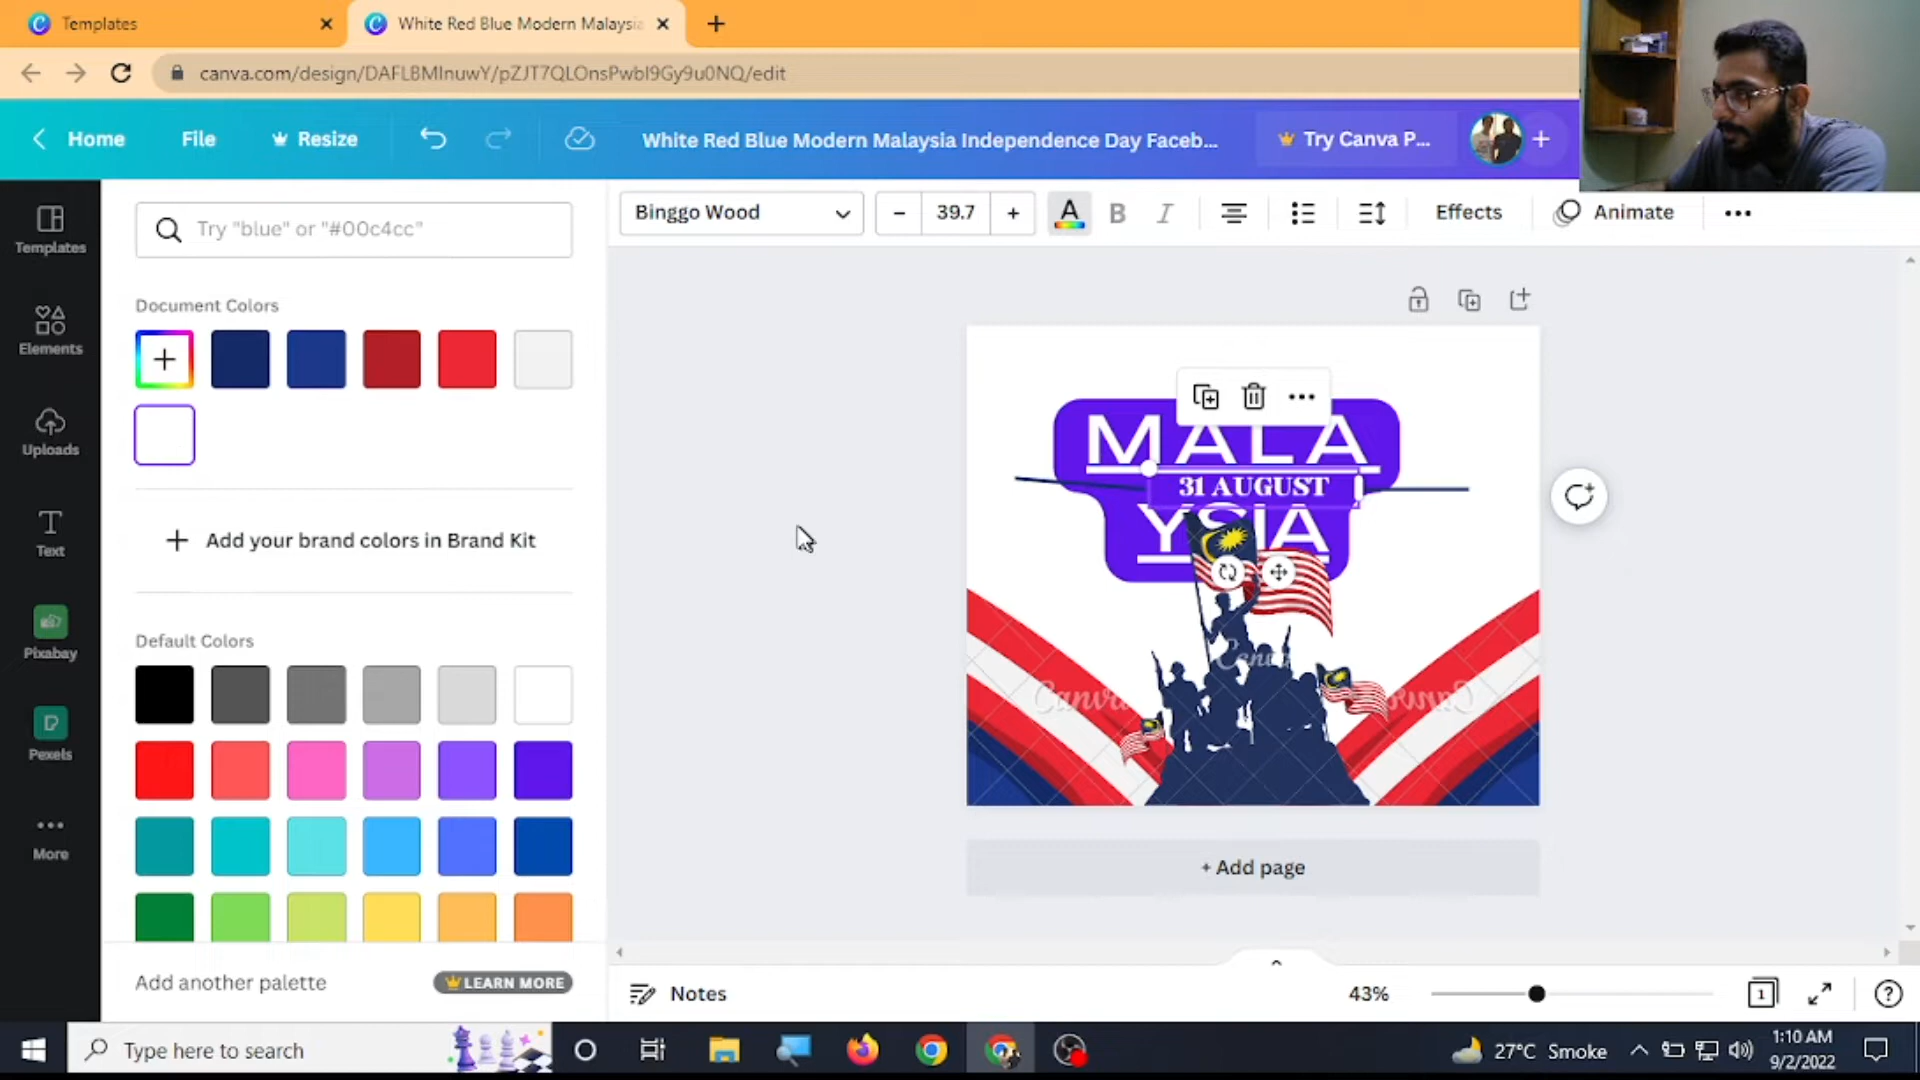 Templates
White Red Blue Modern Malaysia
canva.com/design/DAFLBMlnuwY/pZJT7QLOnsPwbI9Gy9u0NQ/edit
Home
File
Resize
White Red Blue Modern Malaysia Independence Day Faceb...
Try Canva P...
Templates
Elements
Uploads
Text
Pixabay
Pexels
More
Try "blue" or "#00c4cc"
Document Colors
Add your brand colors in Brand Kit
Default Colors
Add another palette
LEARN MORE
Binggo Wood
39.7
A
B
I
Effects
Animate
MALA
31 AUGUST
YSIA
Canva
+ Add page
Notes
43%
1
Type here to search
27°C Smoke
1:10 AM
9/2/2022